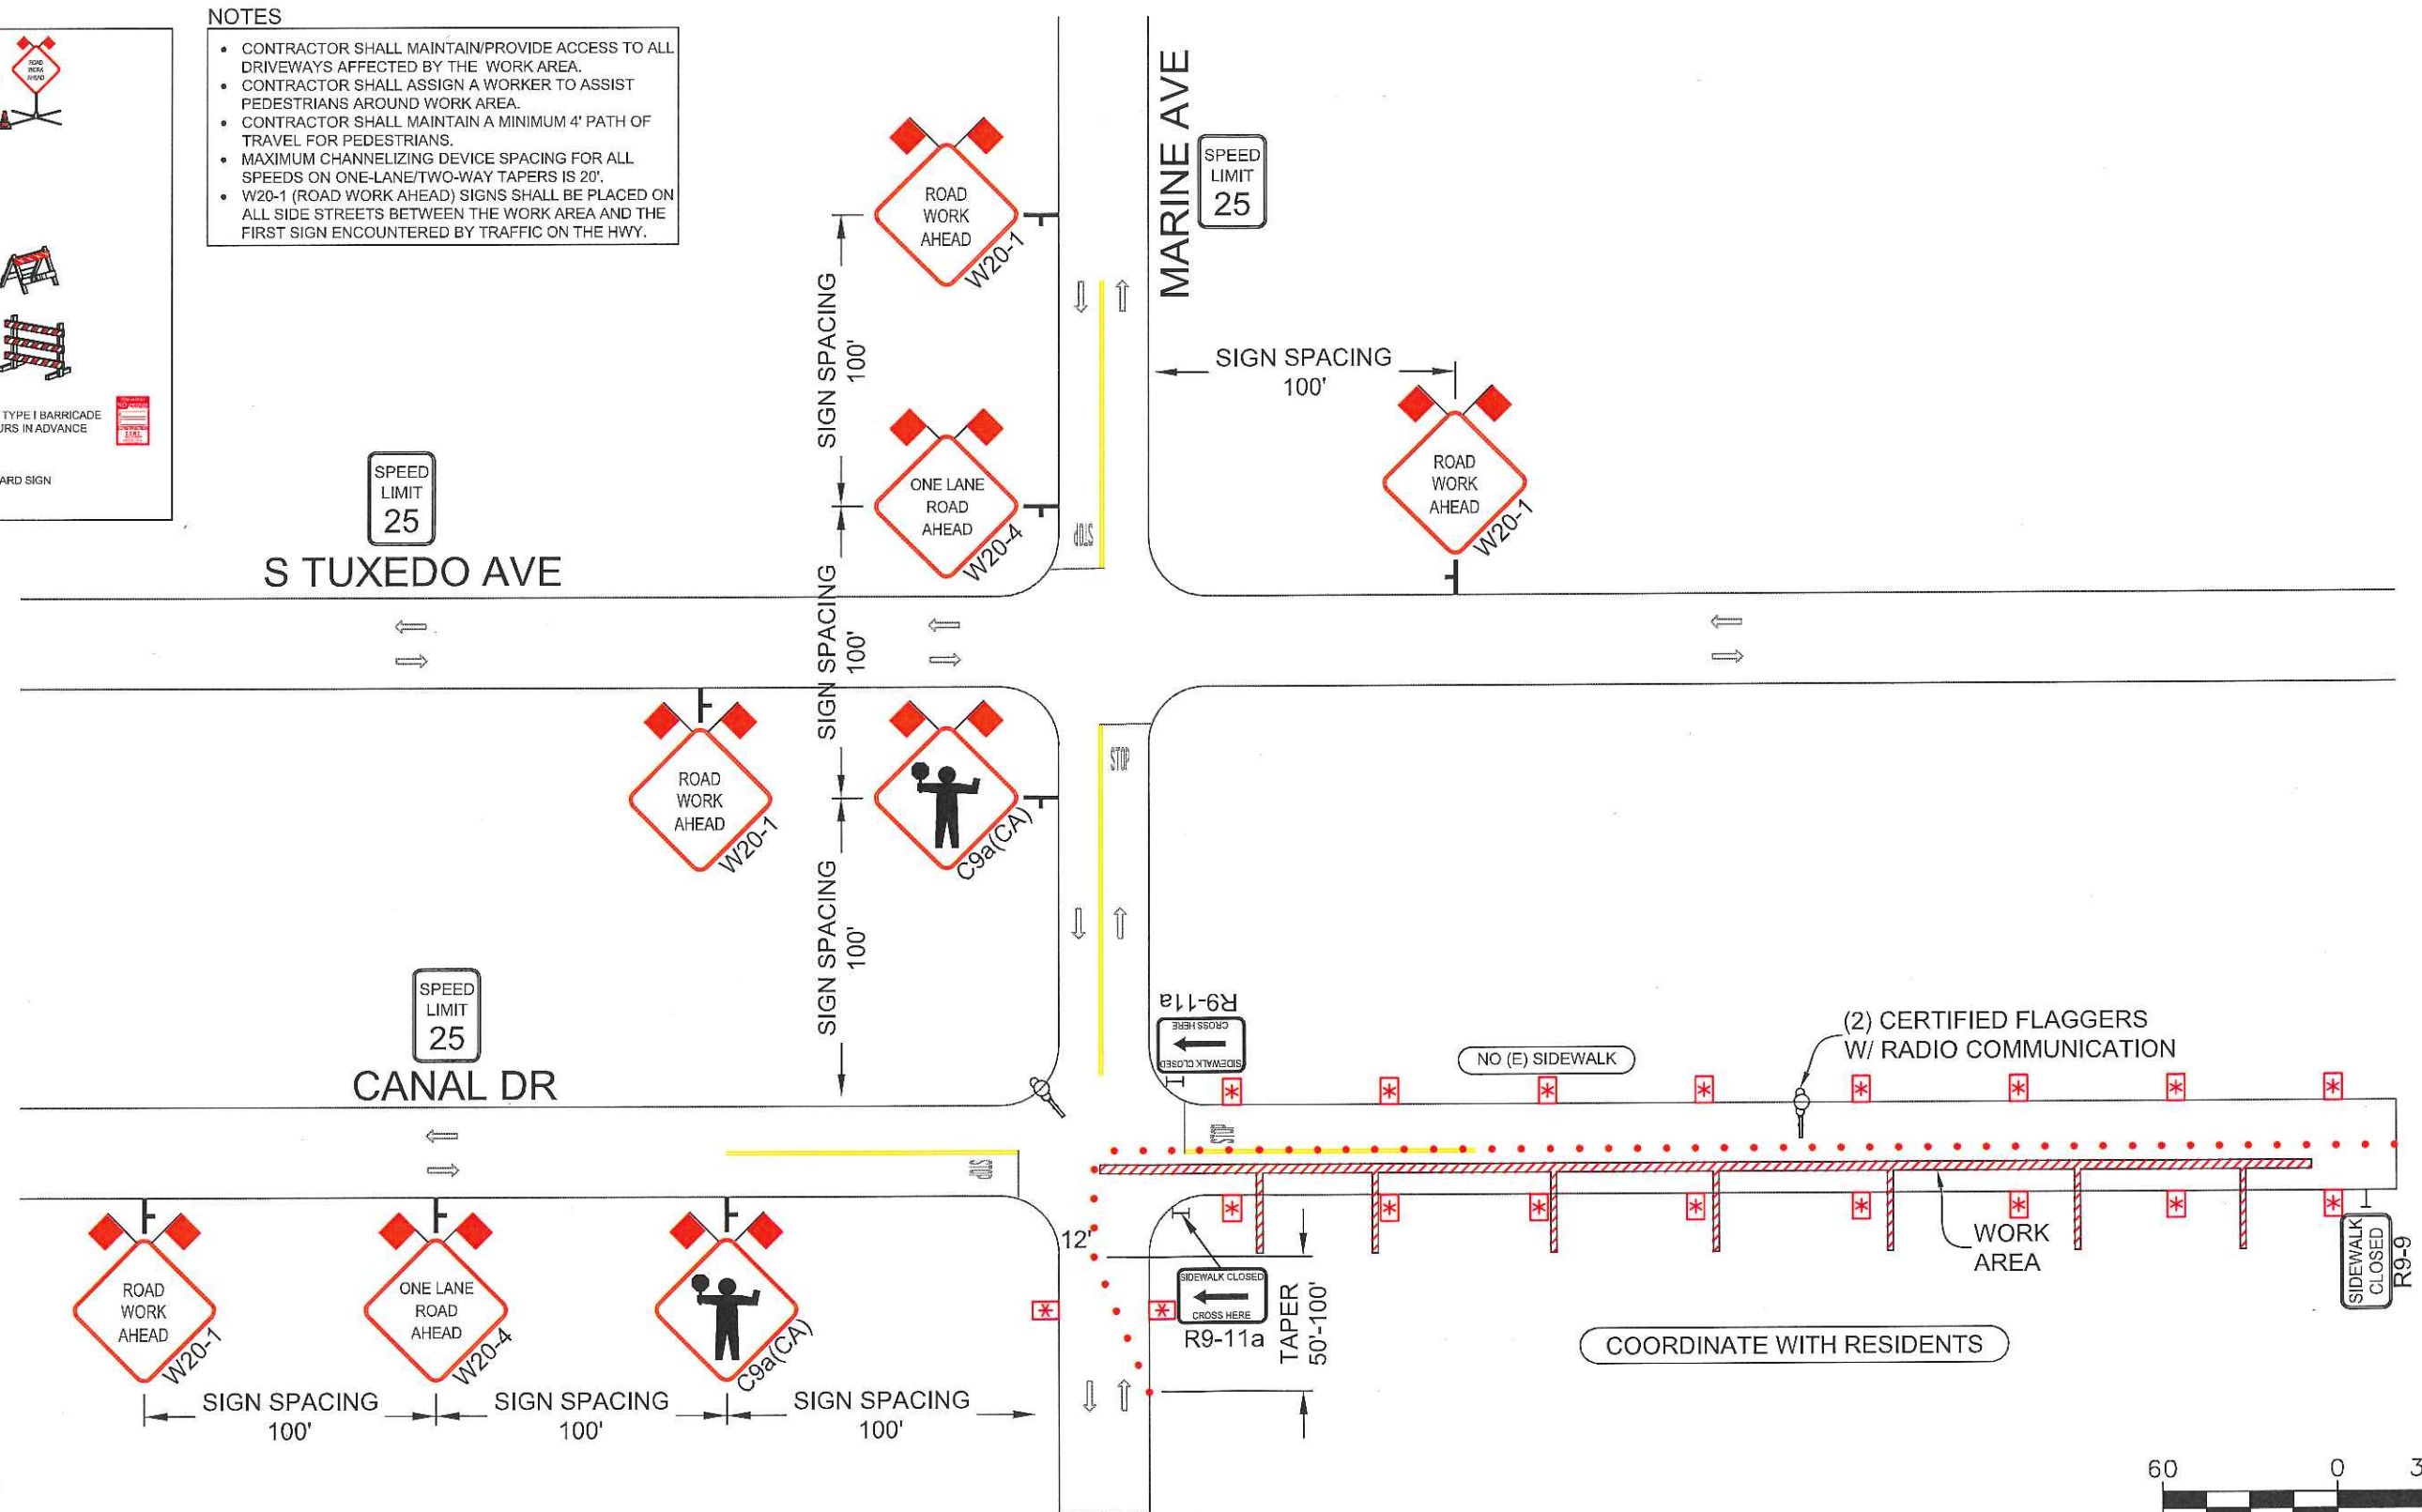 NOTES
• CONTRACTOR SHALL MAINTAIN/PROVIDE ACCESS TO ALL
DRIVEWAYS AFFECTED BY THE WORK AREA.
• CONTRACTOR SHALL ASSIGN A WORKER TO ASSIST
PEDESTRIANS AROUND WORK AREA.
• CONTRACTOR SHALL MAINTAIN A MINIMUM 4' PATH OF
TRAVEL FOR PEDESTRIANS.
• MAXIMUM CHANNELIZING DEVICE SPACING FOR ALL
SPEEDS ON ONE-LANE/TWO-WAY TAPERS IS 20'.
• W20-1 (ROAD WORK AHEAD) SIGNS SHALL BE PLACED ON
ALL SIDE STREETS BETWEEN THE WORK AREA AND THE
FIRST SIGN ENCOUNTERED BY TRAFFIC ON THE HWY.
ROAD
WORK
AHEAD
TYPE I BARRICADE
URS IN ADVANCE
ARD SIGN
MARINE AVE
SPEED
LIMIT
25
ROAD
WORK
AHEAD
W20-1
SIGN SPACING
100'
SIGN SPACING
100'
ROAD
WORK
AHEAD
W20-1
ONE LANE
ROAD
AHEAD
W20-4
STOP
SPEED
LIMIT
25
S TUXEDO AVE
SIGN SPACING
100'
ROAD
WORK
AHEAD
W20-1
C9a(CA)
STOP
SIGN SPACING
100'
SPEED
LIMIT
25
CANAL DR
R9-11a
SIDEWALK CLOSED
CROSS HERE
NO (E) SIDEWALK
(2) CERTIFIED FLAGGERS
W/ RADIO COMMUNICATION
STOP
STOP
12'
ROAD
WORK
AHEAD
W20-1
ONE LANE
ROAD
AHEAD
W20-4
C9a(CA)
SIDEWALK CLOSED
CROSS HERE
R9-11a
TAPER
50'-100'
WORK
AREA
SIDEWALK
CLOSED
R9-9
COORDINATE WITH RESIDENTS
SIGN SPACING
100'
SIGN SPACING
100'
SIGN SPACING
100'
60 0 3